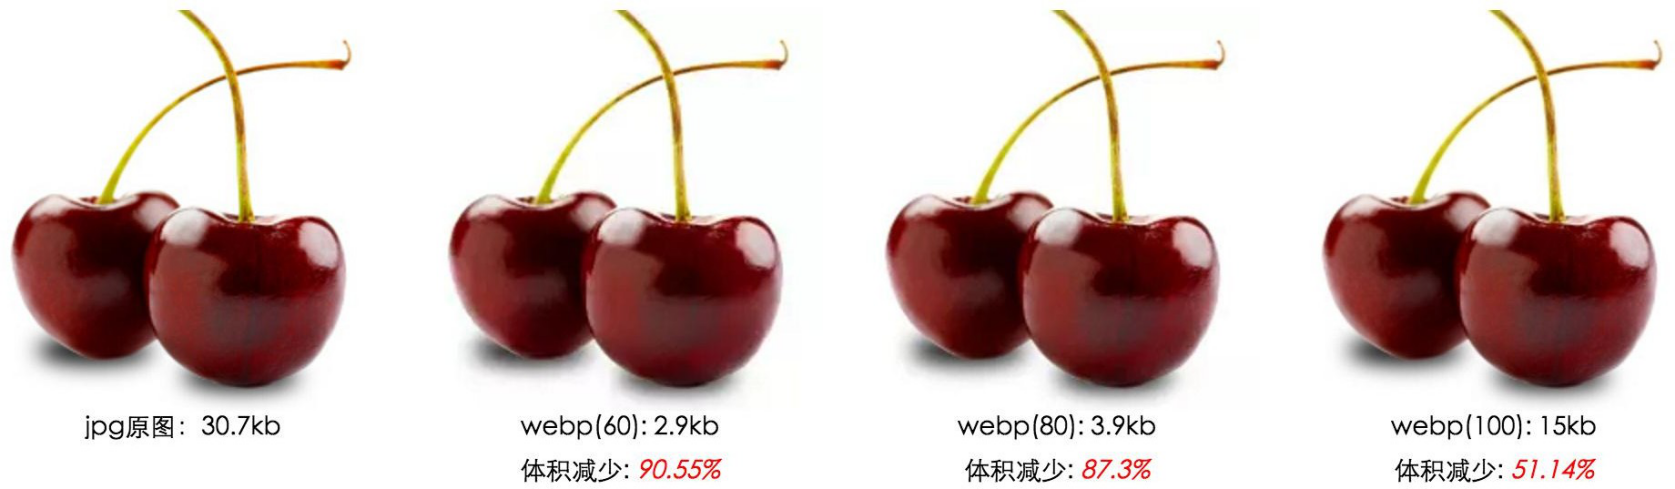 jpg原图：30.7kb
webp(60): 2.9kb
体积减少: 90.55%
webp(80): 3.9kb
体积减少: 87.3%
webp(100): 15kb
体积减少: 51.14%